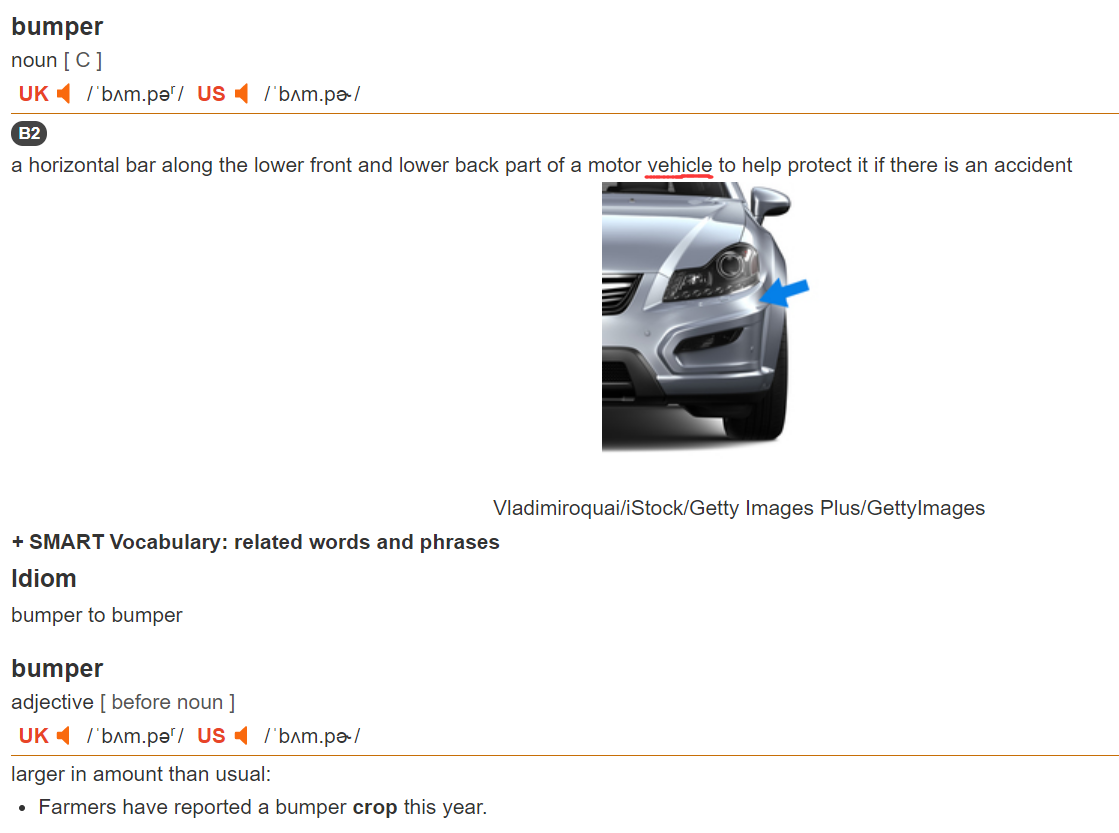 bumper
noun [ C ]
UK /ˈbʌm.pəʳ/ US /ˈbʌm.pɚ/
B2
a horizontal bar along the lower front and lower back part of a motor vehicle to help protect it if there is an accident
Vladimiroquai/iStock/Getty Images Plus/GettyImages
+ SMART Vocabulary: related words and phrases
Idiom
bumper to bumper
bumper
adjective [ before noun ]
UK /ˈbʌm.pəʳ/ US /ˈbʌm.pɚ/
larger in amount than usual:
• Farmers have reported a bumper crop this year.